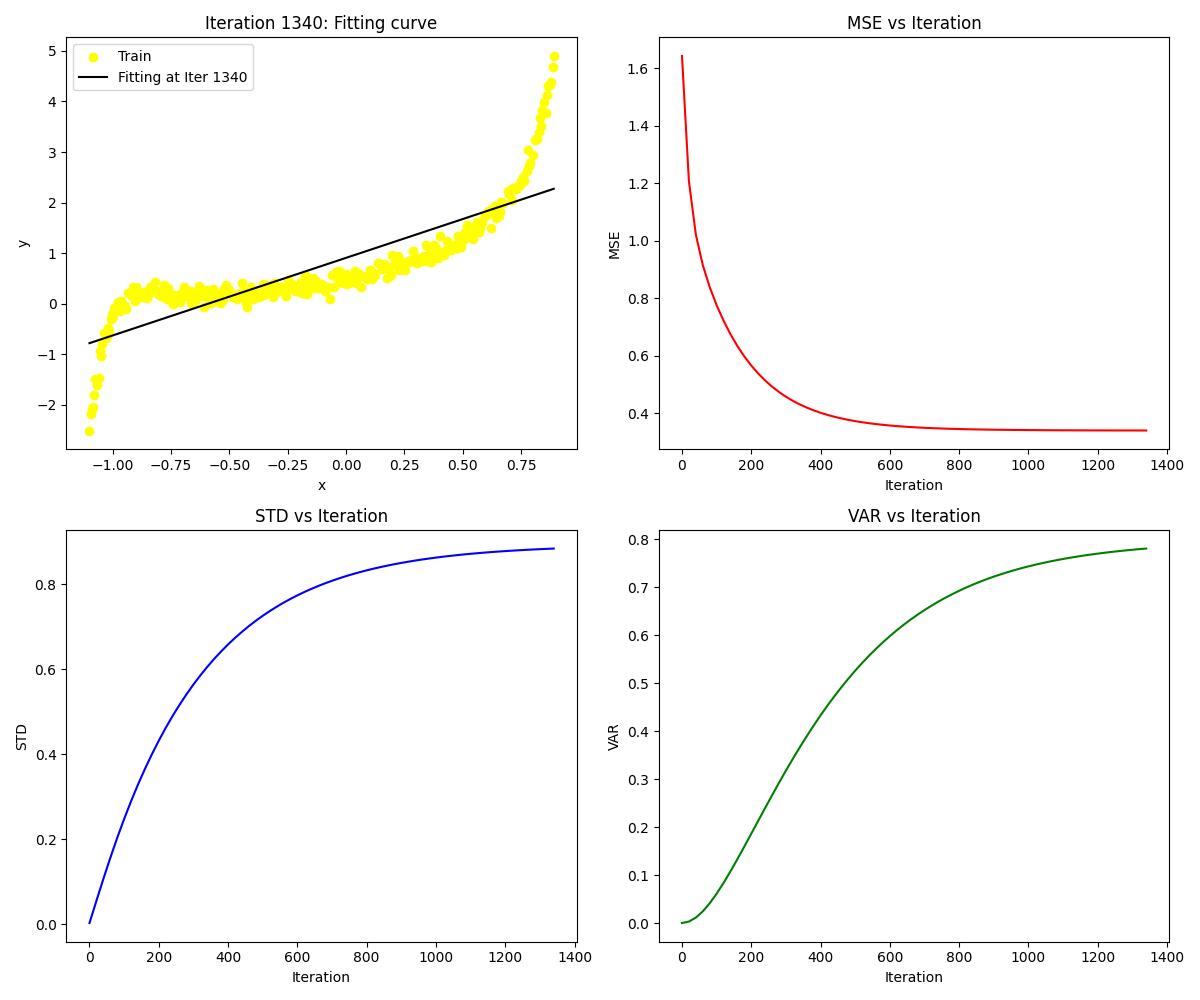 Iteration 1340: Fitting curve
Train
Fitting at Iter 1340
5
4
3
2
1
0
−1
−2
y
−1.00 −0.75 −0.50 −0.25 0.00 0.25 0.50 0.75
x
MSE vs Iteration
1.6
1.4
1.2
1.0
0.8
0.6
0.4
MSE
0 200 400 600 800 1000 1200 1400
Iteration
STD vs Iteration
0.8
0.6
0.4
0.2
0.0
STD
0 200 400 600 800 1000 1200 1400
Iteration
VAR vs Iteration
0.8
0.7
0.6
0.5
0.4
0.3
0.2
0.1
0.0
VAR
0 200 400 600 800 1000 1200 1400
Iteration